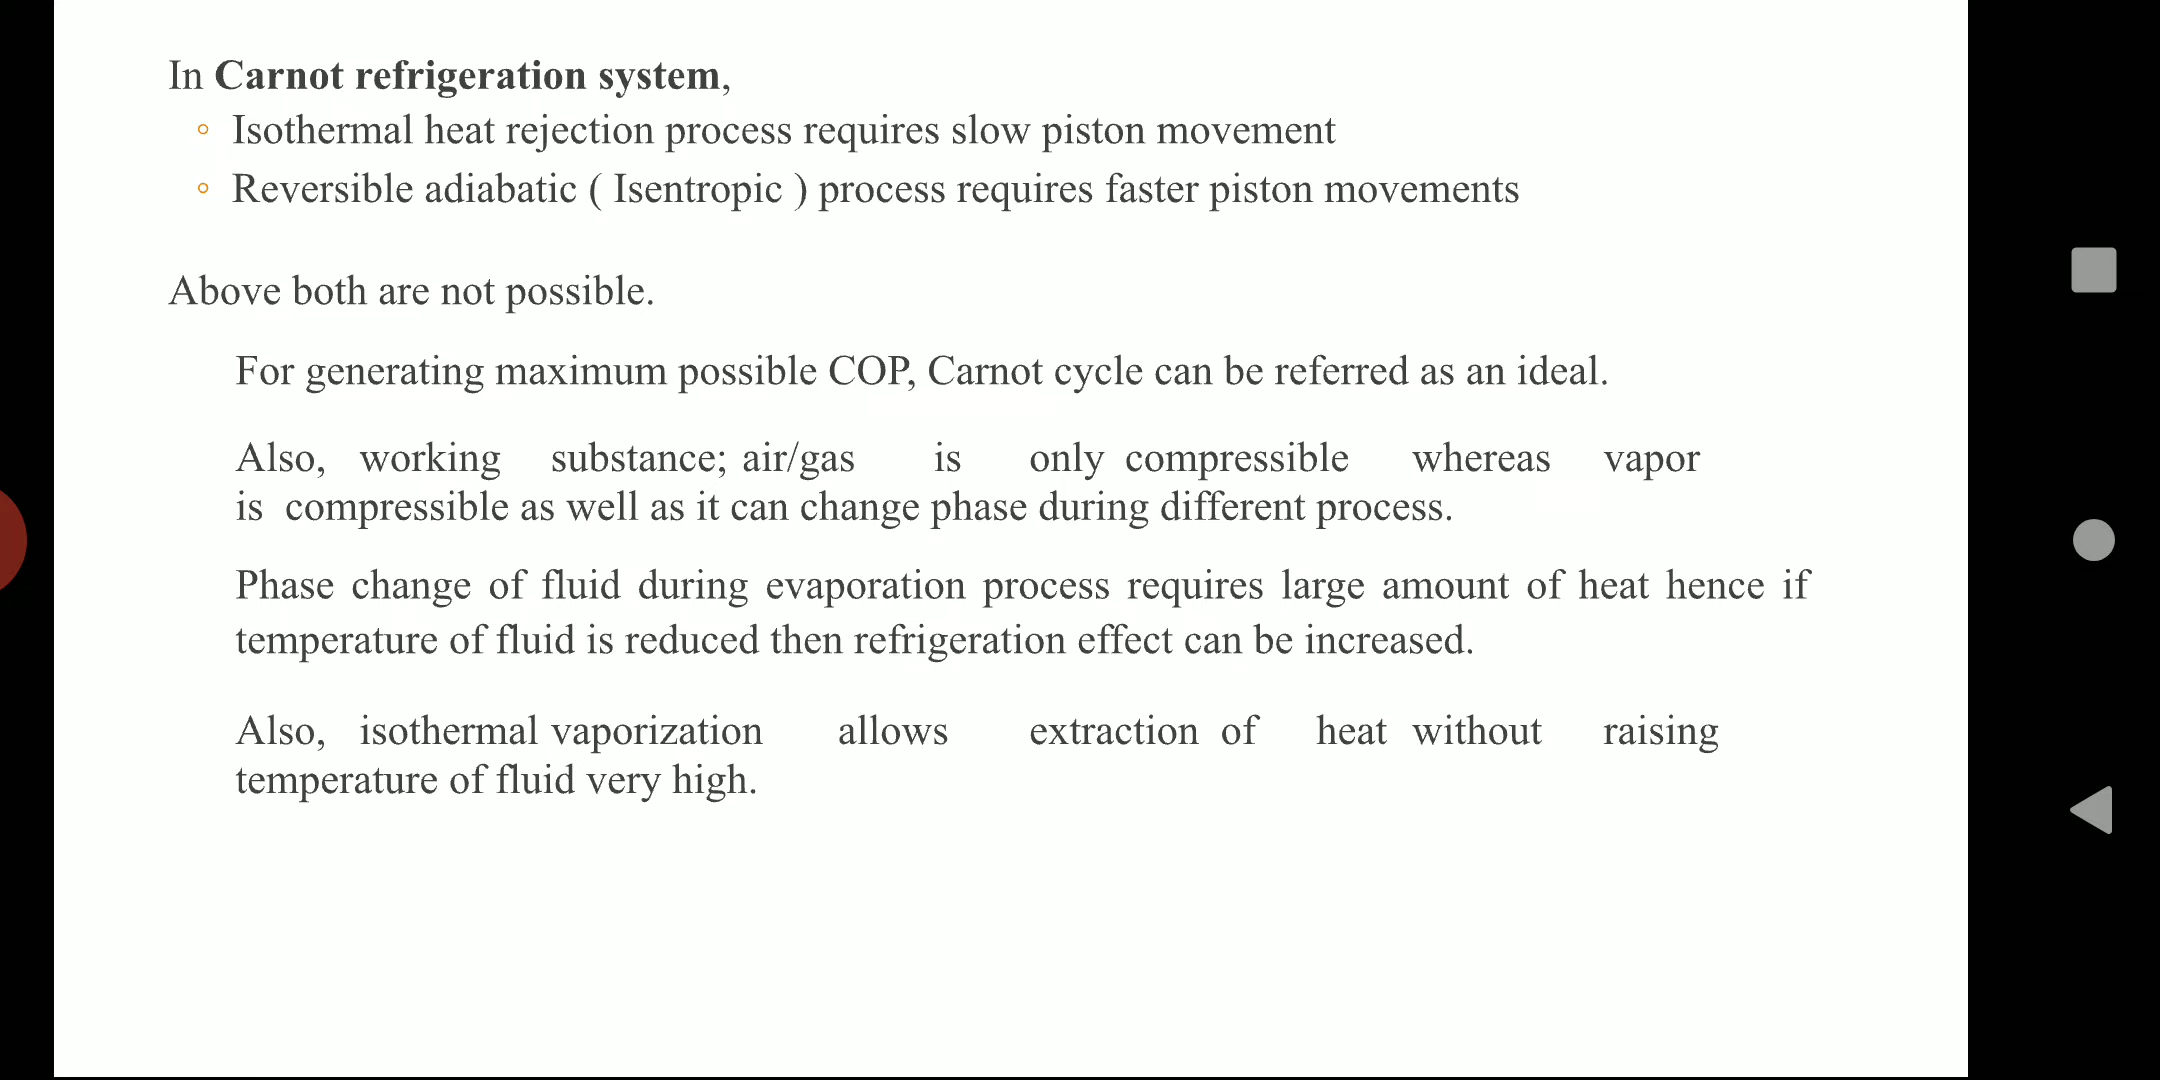 In Carnot refrigeration system,
◦ Isothermal heat rejection process requires slow piston movement
◦ Reversible adiabatic ( Isentropic ) process requires faster piston movements
Above both are not possible.
For generating maximum possible COP, Carnot cycle can be referred as an ideal.
Also, working substance; air/gas is only compressible whereas vapor
is compressible as well as it can change phase during different process.
Phase change of fluid during evaporation process requires large amount of heat hence if
temperature of fluid is reduced then refrigeration effect can be increased.
Also, isothermal vaporization allows extraction of heat without raising
temperature of fluid very high.